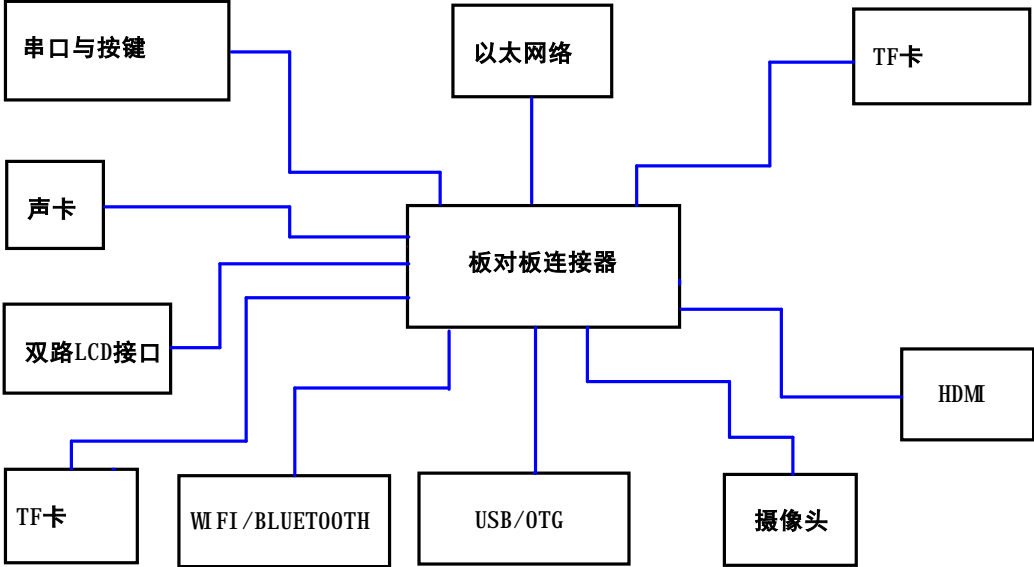 串口与按键
以太网络
TF卡
声卡
板对板连接器
双路LCD接口
HDMI
TF卡
WIFI/BLUETOOTH
USB/OTG
摄像头